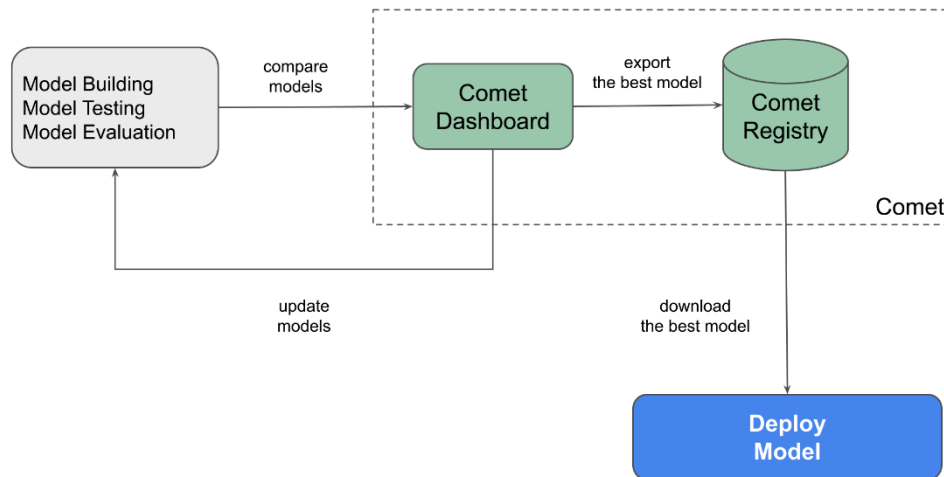 Model Building
Model Testing
Model Evaluation
compare
models
Comet
Dashboard
export
the best model
Comet
Registry
Comet
update
models
download
the best model
Deploy
Model